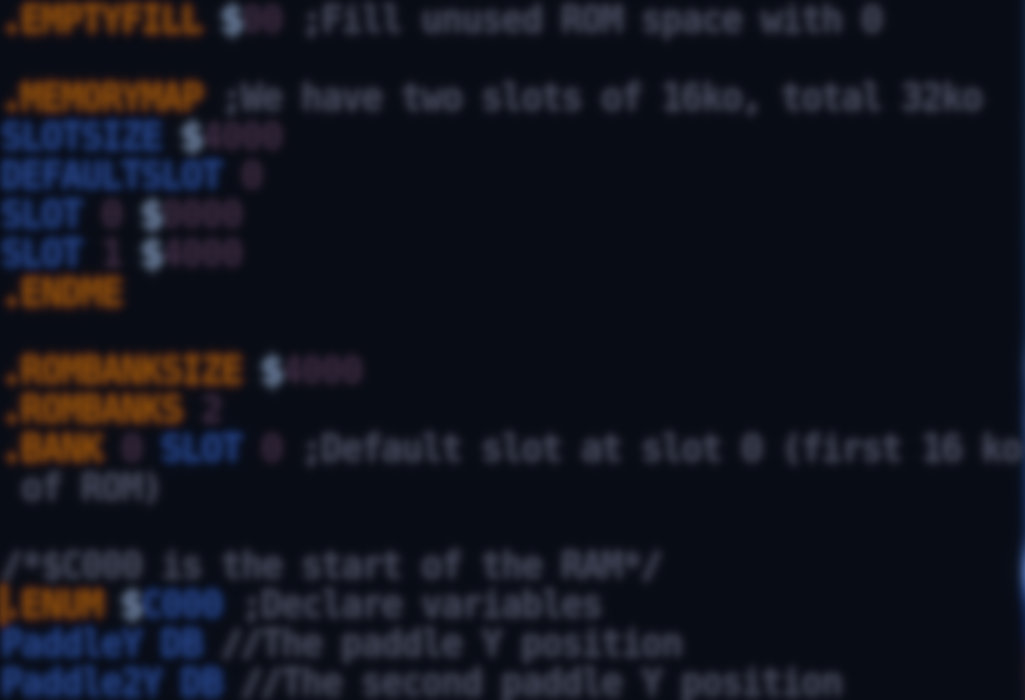 .EMPTYFILL $00 ;Fill unused ROM space with 0
.MEMORYMAP ;We have two slots of 16ko, total 32ko
SLOTSIZE $4000
DEFAULTSLOT 0
SLOT 0 $0000
SLOT 1 $4000
.ENDME
.ROMBANKSIZE $4000
.ROMBANKS 2
.BANK 0 SLOT 0 ;Default slot at slot 0 (first 16 ko
of ROM)
/*$C000 is the start of the RAM*/
.ENUM $C000 ;Declare variables
PaddleY DB //The paddle Y position
Paddle2Y DB //The second paddle Y position